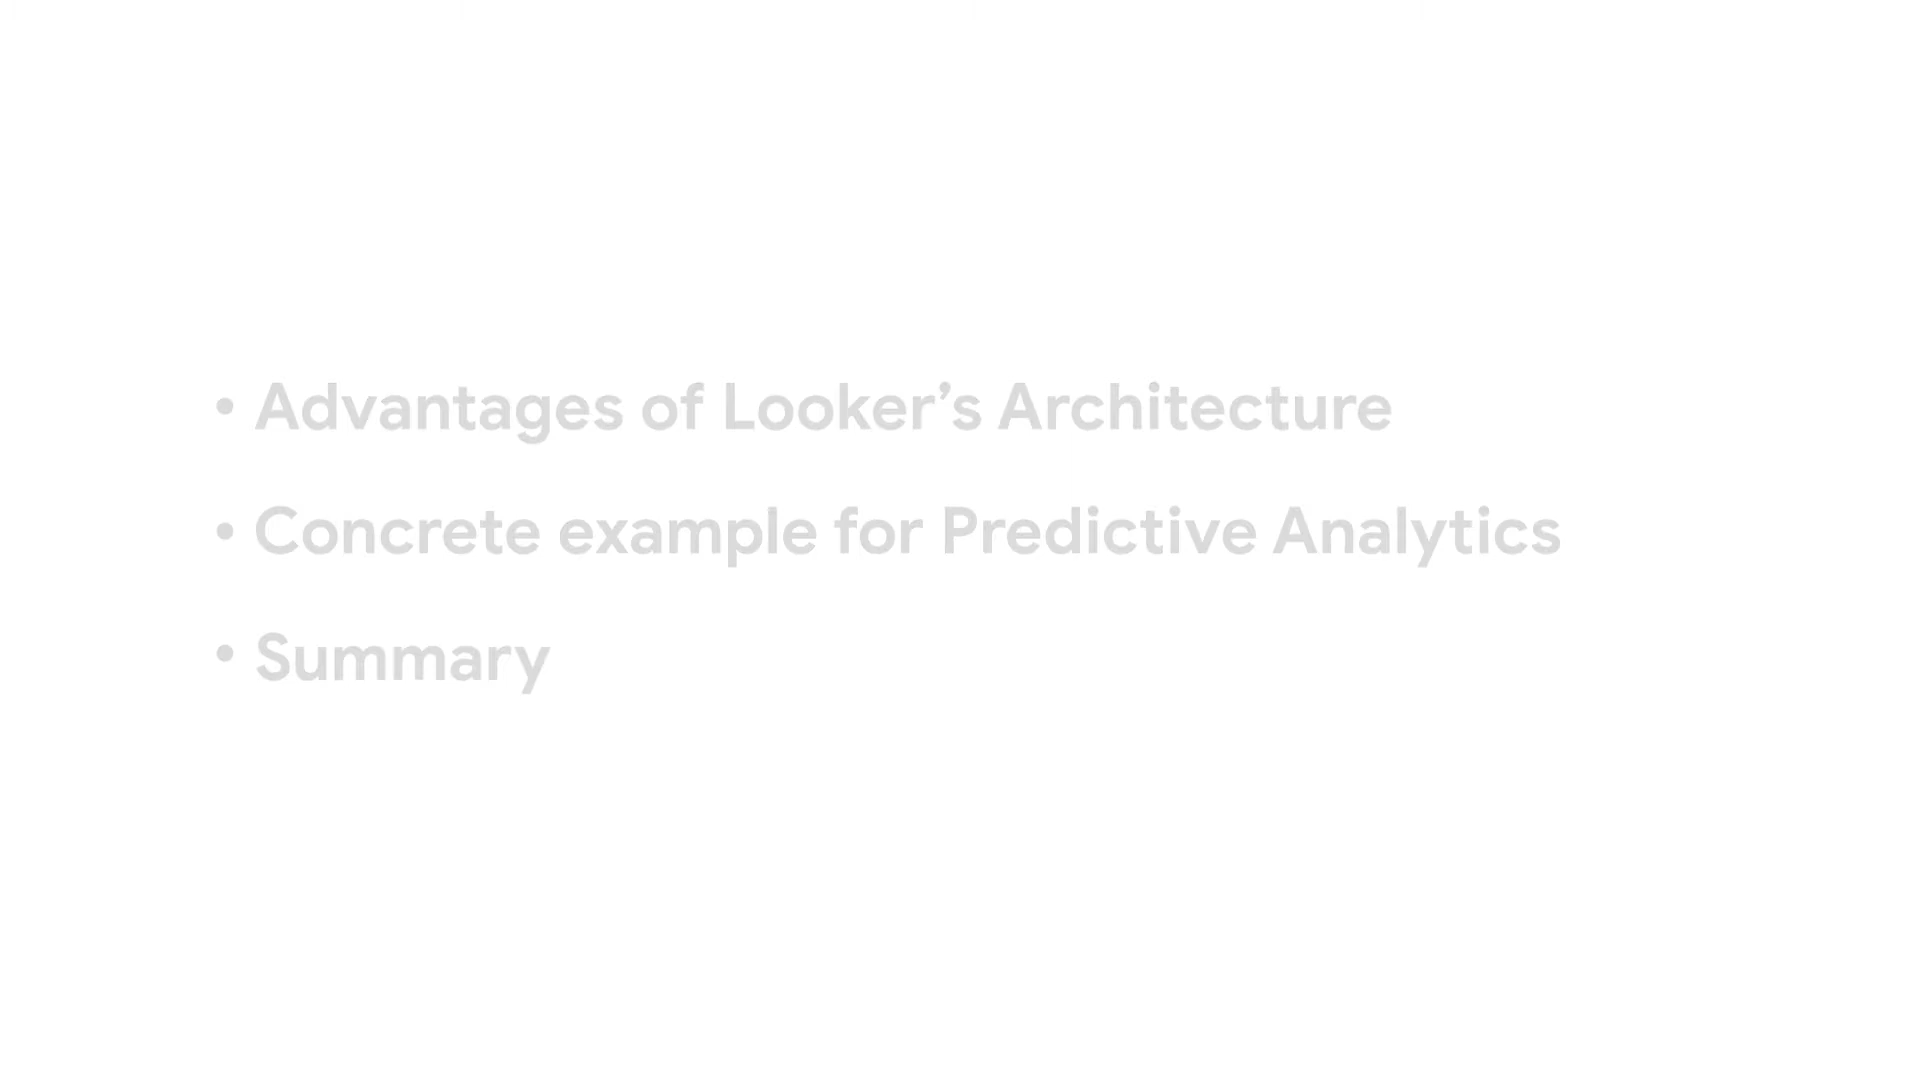 • Advantages of Looker’s Architecture
• Concrete example for Predictive Analytics
• Summary